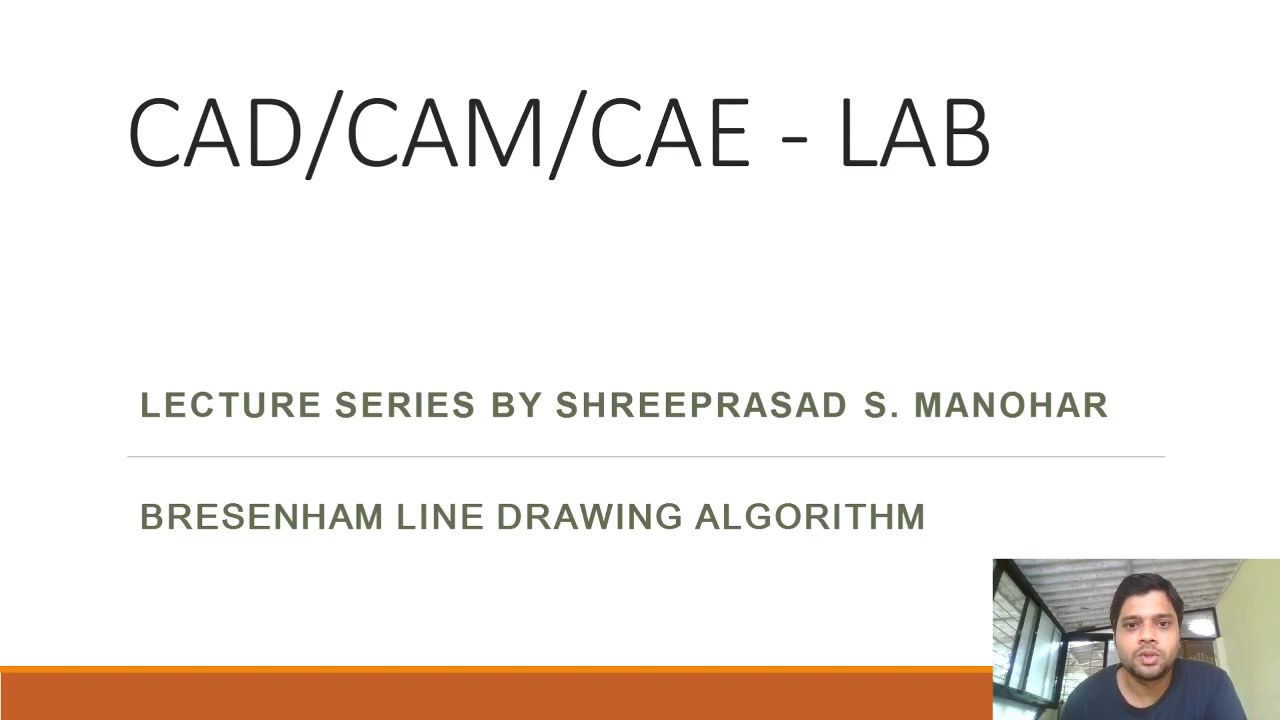 CAD/CAM/CAE - LAB
LECTURE SERIES BY SHREEPRASAD S. MANOHAR
BRESENHAM LINE DRAWING ALGORITHM